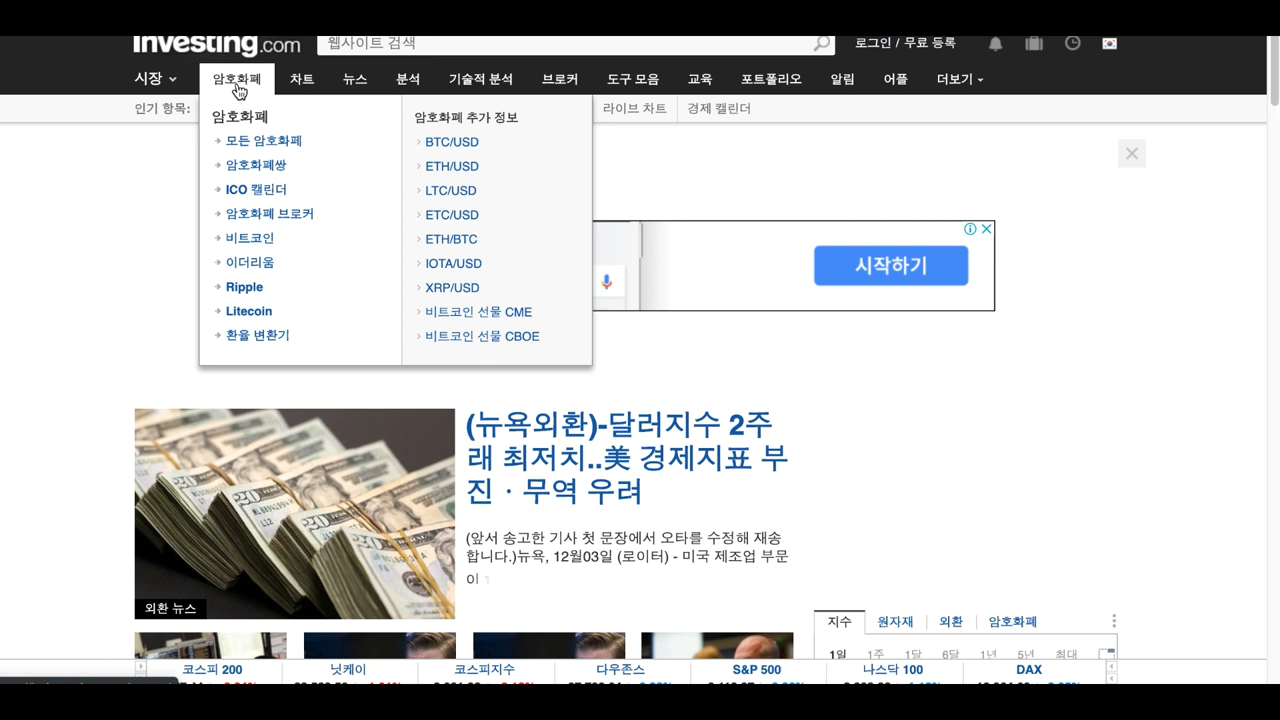 Investing.com
웹사이트 검색
로그인 / 무료 등록
시장
암호화폐
차트
뉴스
분석
기술적 분석
브로커
도구 모음
교육
포트폴리오
알림
어플
더보기
인기 항목:
라이브 차트
경제 캘린더
암호화폐
모든 암호화폐
암호화폐쌍
ICO 캘린더
암호화폐 브로커
비트코인
이더리움
Ripple
Litecoin
환율 변환기
암호화폐 추가 정보
BTC/USD
ETH/USD
LTC/USD
ETC/USD
ETH/BTC
IOTA/USD
XRP/USD
비트코인 선물 CME
비트코인 선물 CBOE
시작하기
(뉴욕외환)-달러지수 2주
래 최저치..美 경제지표 부
진ㆍ무역 우려
(앞서 송고한 기사 첫 문장에서 오타를 수정해 재송
합니다.)뉴욕, 12월03일 (로이터) - 미국 제조업 부문
이
외환 뉴스
지수
원자재
외환
암호화폐
1일
1주
1달
6달
1년
5년
최대
코스피 200
닛케이
코스피지수
다우존스
S&P 500
나스닥 100
DAX